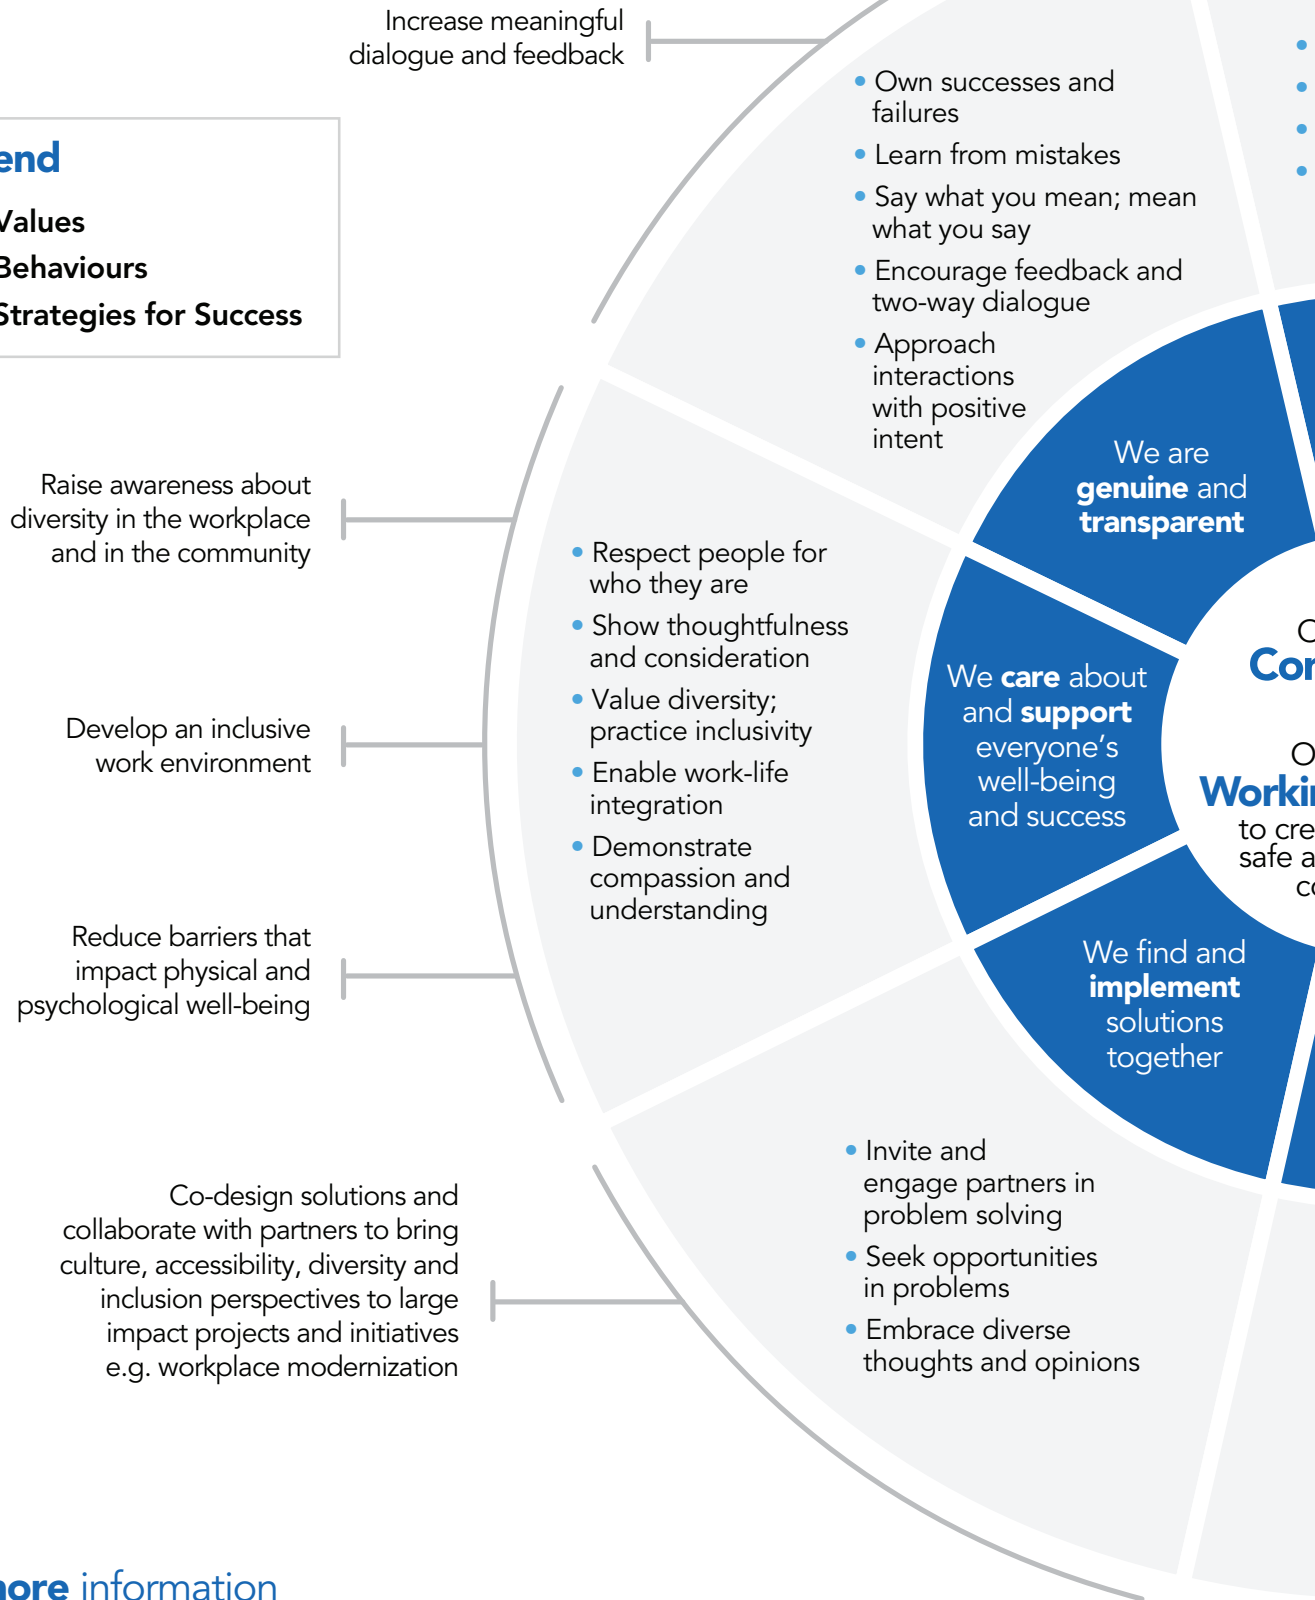 Increase meaningful
dialogue and feedback
• Own successes and
failures
• Learn from mistakes
• Say what you mean; mean
what you say
• Encourage feedback and
two-way dialogue
• Approach
interactions
with positive
intent
Values
Behaviours
Strategies for Success
We are
genuine and
transparent
Raise awareness about
diversity in the workplace
and in the community
Develop an inclusive
work environment
Reduce barriers that
impact physical and
psychological well-being
• Respect people for
who they are
• Show thoughtfulness
and consideration
• Value diversity;
practice inclusivity
• Enable work-life
integration
• Demonstrate
compassion and
understanding
We care about
and support
everyone's
well-being
and success
to
safe
We find and
implement
solutions
together
Co-design solutions and
collaborate with partners to bring
culture, accessibility, diversity and
inclusion perspectives to large
impact projects and initiatives
e.g. workplace modernization
• Invite and
engage partners in
problem solving
• Seek opportunities
in problems
• Embrace diverse
thoughts and opinions
more information